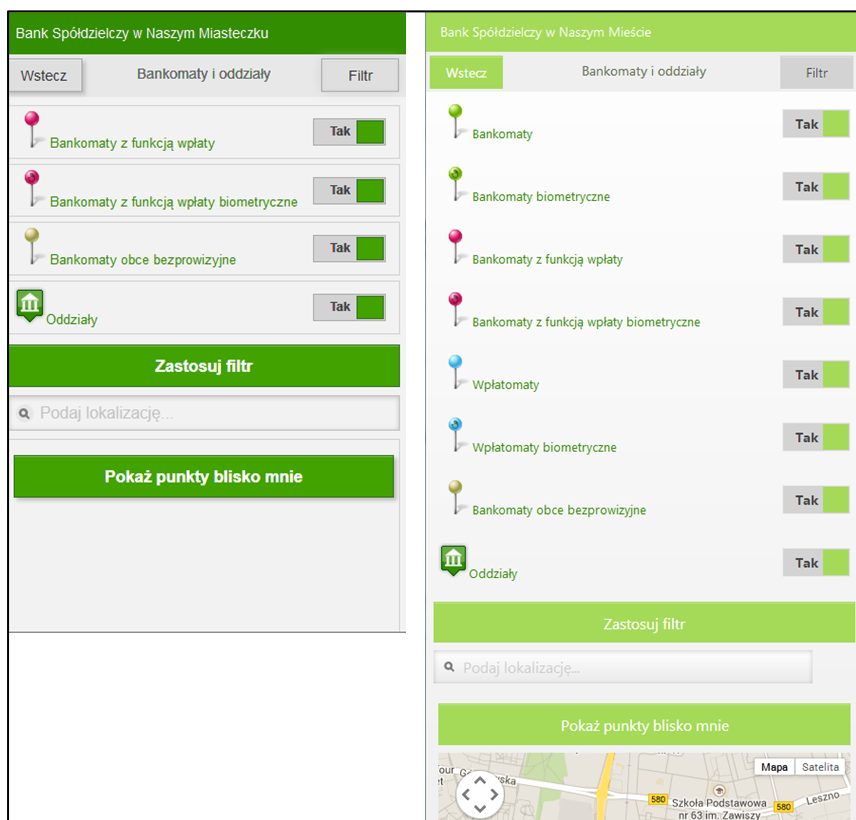 Bank Spółdzielczy w Naszym Miasteczku
Wstecz
Bankomaty i oddziały
Filtr
Bankomaty z funkcją wpłaty
Tak
Bankomaty z funkcją wpłaty biometryczne
Tak
Bankomaty obce bezprowizyjne
Tak
Oddziały
Tak
Zastosuj filtr
Podaj lokalizację...
Pokaż punkty blisko mnie
Bank Spółdzielczy w Naszym Mieście
Wstecz
Bankomaty i oddziały
Filtr
Bankomaty
Tak
Bankomaty biometryczne
Tak
Bankomaty z funkcją wpłaty
Tak
Bankomaty z funkcją wpłaty biometryczne
Tak
Wpłatomaty
Tak
Wpłatomaty biometryczne
Tak
Bankomaty obce bezprowizyjne
Tak
Oddziały
Tak
Zastosuj filtr
Podaj lokalizację...
Pokaż punkty blisko mnie
Mapa
Satelita
580
Szkoła Podstawowa
nr 63 im. Zawiszy
580
Leszno